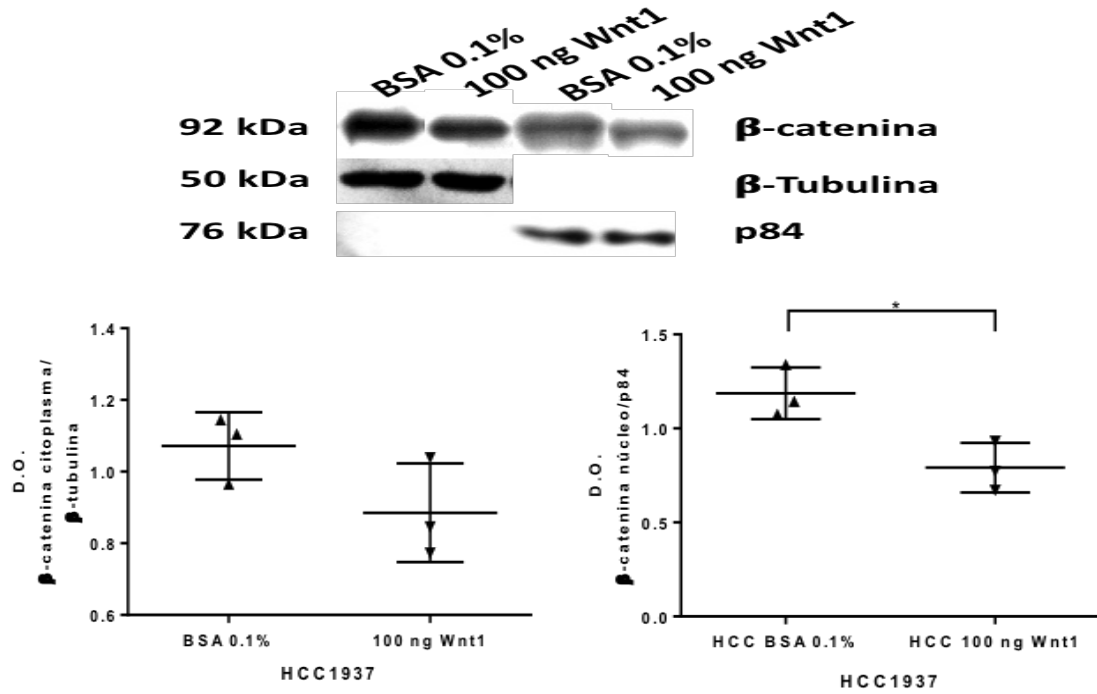 BSA 0.1%
100 ng Wnt1
BSA 0.1%
100 ng Wnt1
92 kDa
β-catenina
50 kDa
β-Tubulina
76 kDa
p84
D.O.
β-catenina citoplasma/
β-tubulina
1.4
1.2
1.0
0.8
0.6
BSA 0.1%
100 ng Wnt1
HCC1937
D.O.
β-catenina núcleo/p84
*
1.5
1.0
0.5
0.0
HCC BSA 0.1%
HCC 100 ng Wnt1
HCC1937